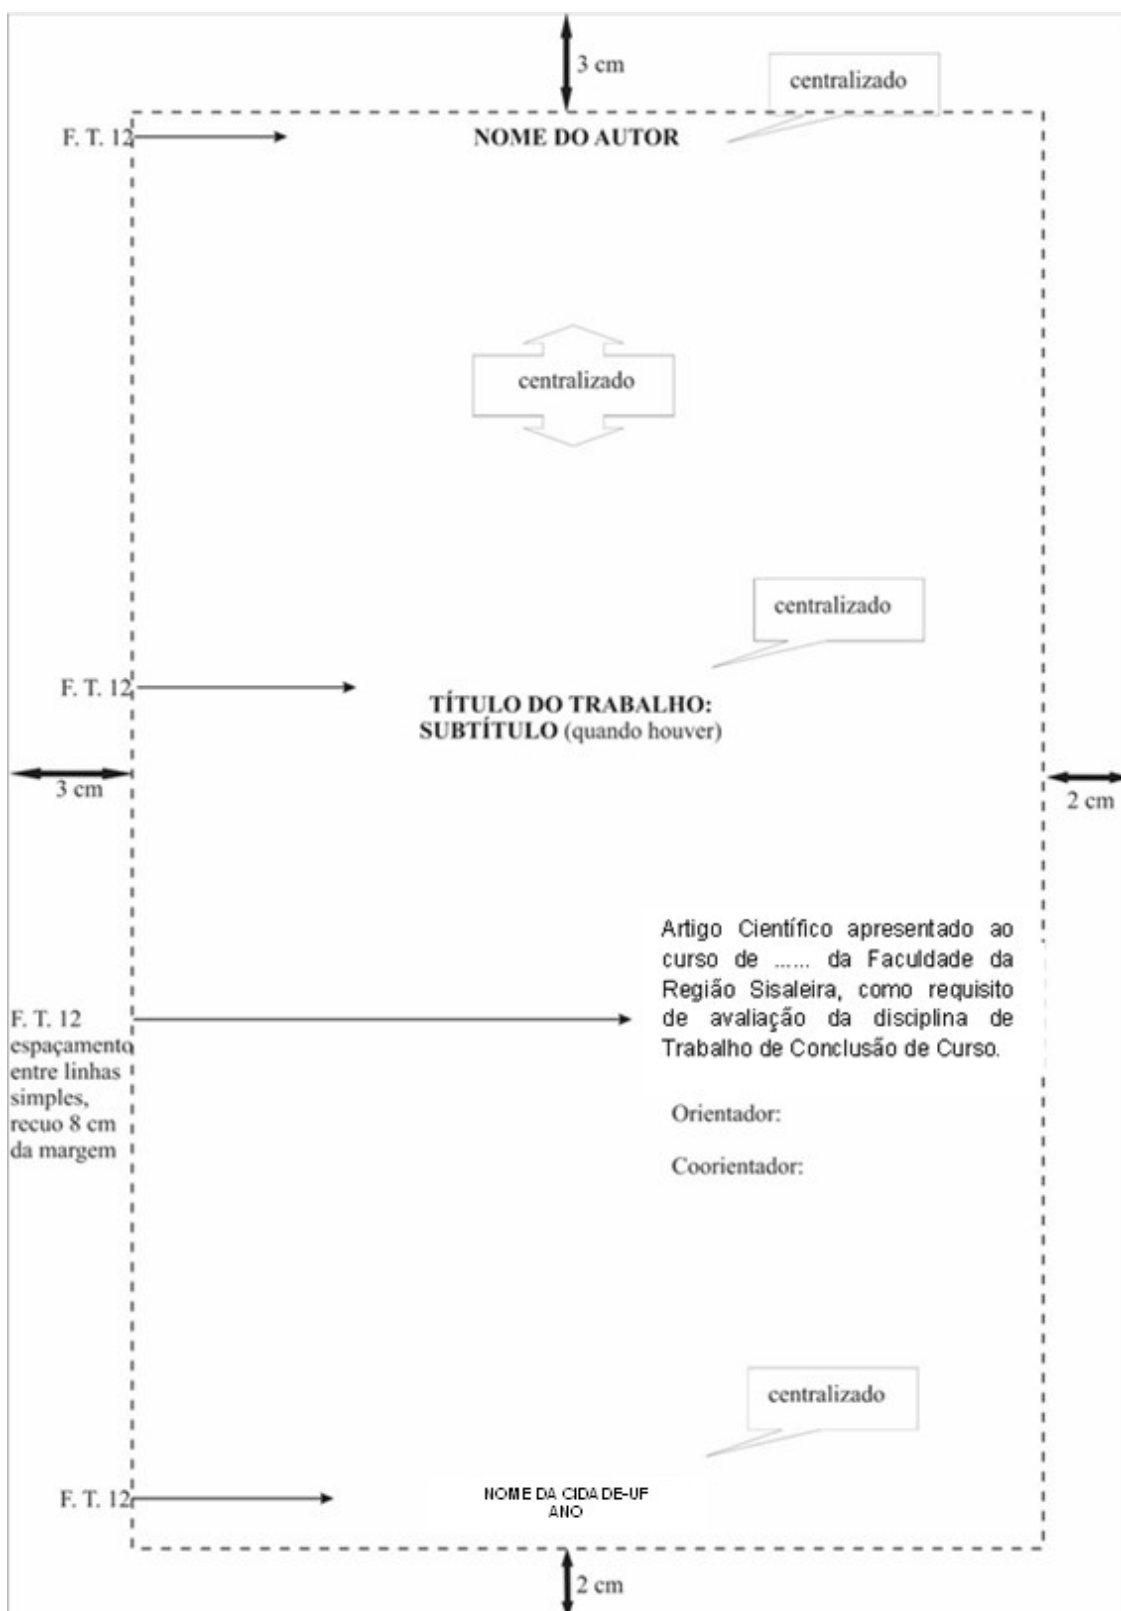 3 cm
centralizado
F. T. 12
NOME DO AUTOR
centralizado
centralizado
F. T. 12
TÍTULO DO TRABALHO:
SUBTÍTULO (quando houver)
3 cm
2 cm
Artigo Científico apresentado ao
curso de ...... da Faculdade da
Região Sisaleira, como requisito
de avaliação da disciplina de
Trabalho de Conclusão de Curso.
F. T. 12
espaçamento
entre linhas
simples,
recuo 8 cm
da margem
Orientador:
Coorientador:
centralizado
F. T. 12
NOME DA CIDADE-UF
ANO
2 cm